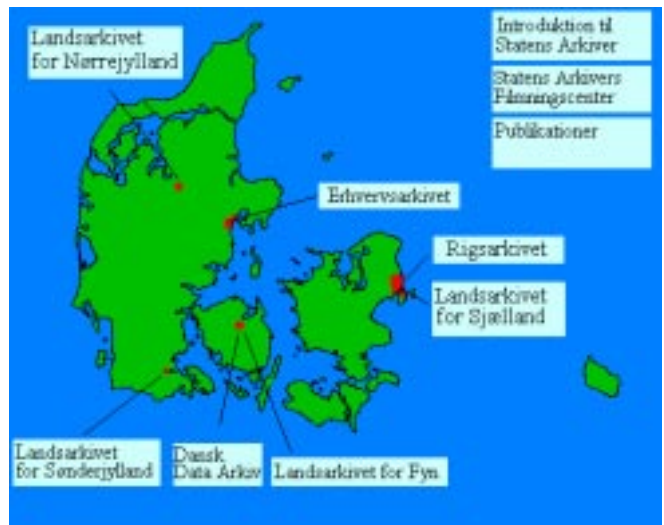 Landsarkivet
for Nørrejylland
Introduktion til
Statens Arkiver
Statens Arkivers
Filmningscenter
Publikationer
Erhvervsarkivet
Rigsarkivet
Landsarkivet
for Sjælland
Landsarkivet
for Sønderjylland
Dansk
Data Arkiv
Landsarkivet for Fyn